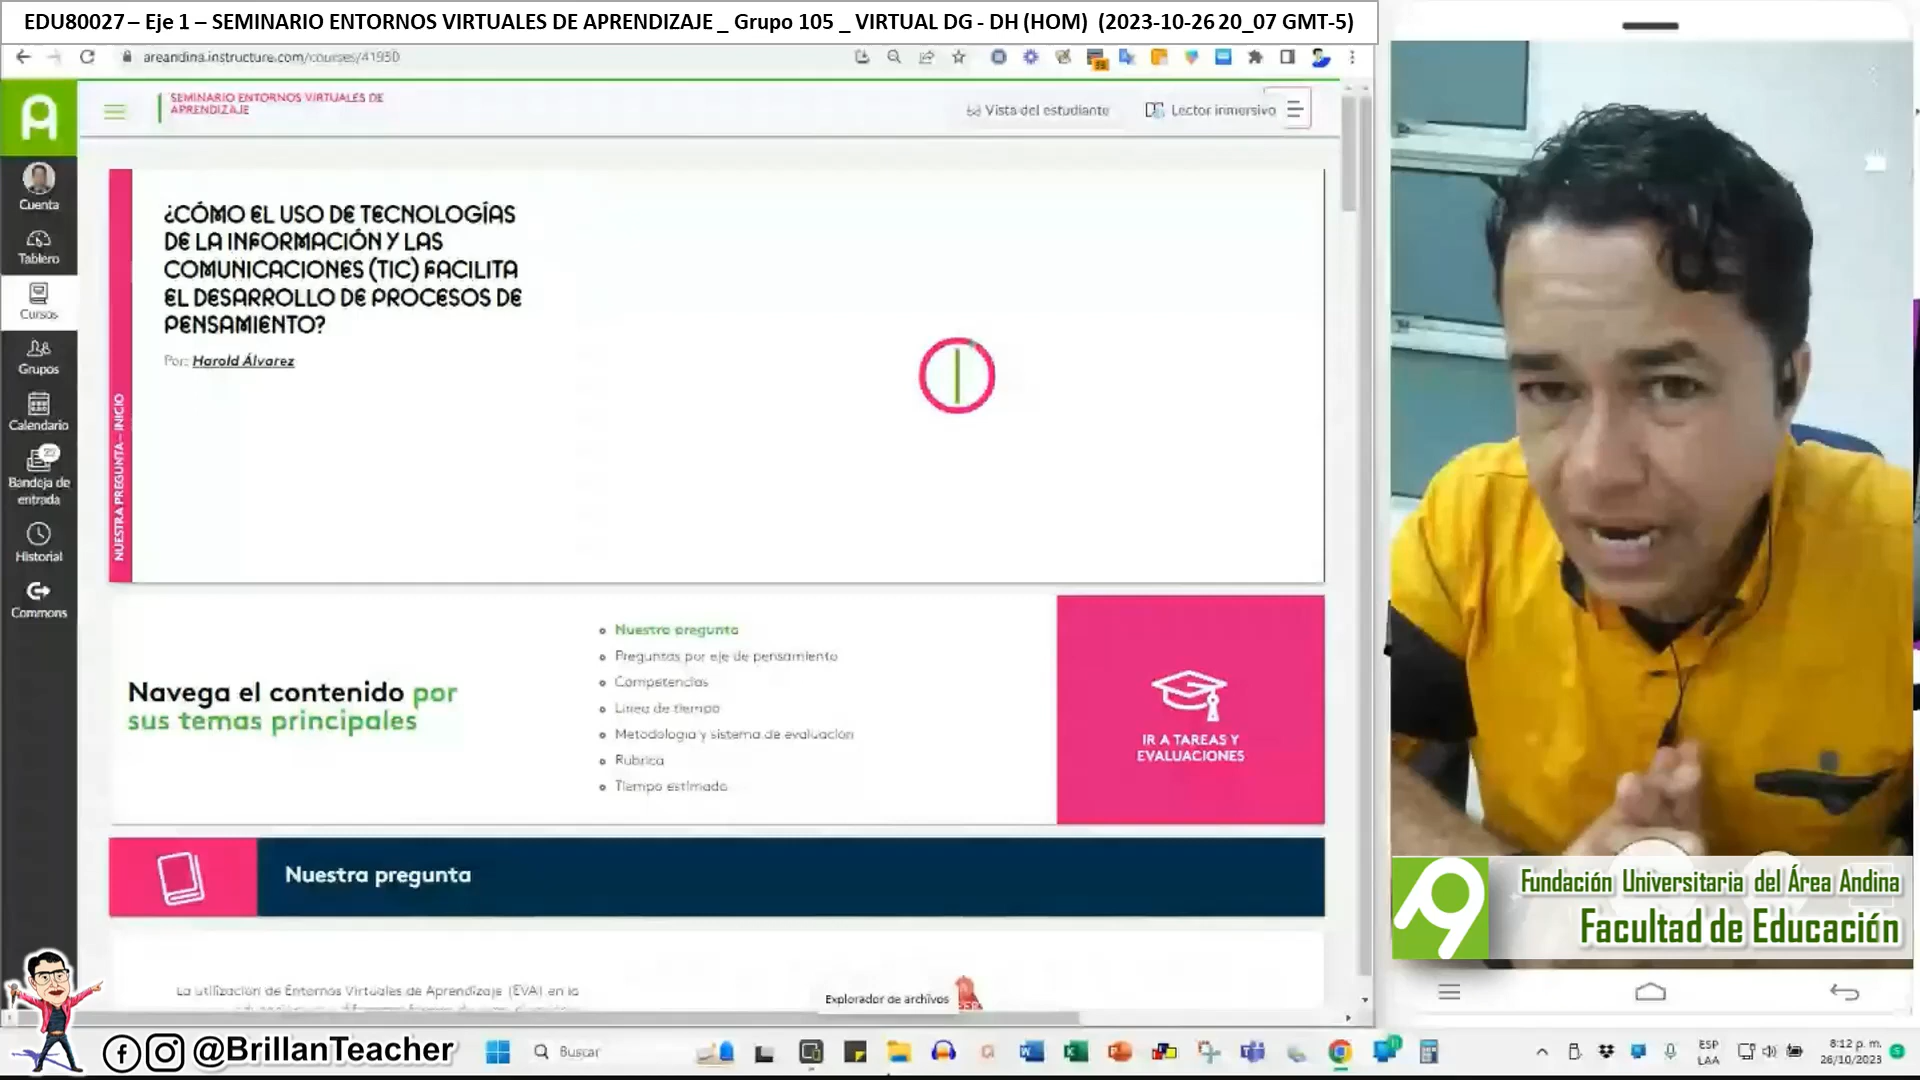 EDU80027 – Eje 1 – SEMINARIO ENTORNOS VIRTUALES DE APRENDIZAJE _ Grupo 105 _ VIRTUAL DG - DH (HOM) (2023-10-26 20_07 GMT-5)
areandina.instructure.com/courses/41950
SEMINARIO ENTORNOS VIRTUALES DE
APRENDIZAJE
Vista del estudiante
Lector inmersivo
Cuenta
Tablero
Cursos
Grupos
Calendario
Bandeja de
entrada
Historial
Commons
¿CÓMO EL USO DE TECNOLOGÍAS
DE LA INFORMACIÓN Y LAS
COMUNICACIONES (TIC) FACILITA
EL DESARROLLO DE PROCESOS DE
PENSAMIENTO?
Por: Harold Álvarez
NUESTRA PREGUNTA – INICIO
Navega el contenido por
sus temas principales
Nuestra pregunta
Preguntas por eje de pensamiento
Competencias
Línea de tiempo
Metodología y sistema de evaluación
Rúbrica
Tiempo estimado
IR A TAREAS Y
EVALUACIONES
Nuestra pregunta
La utilización de Entornos Virtuales de Aprendizaje (EVA) en la
Explorador de archivos
Fundación Universitaria del Área Andina
Facultad de Educación
@BrillanTeacher
Buscar
ESP
LAA
8:12 p. m.
26/10/2023